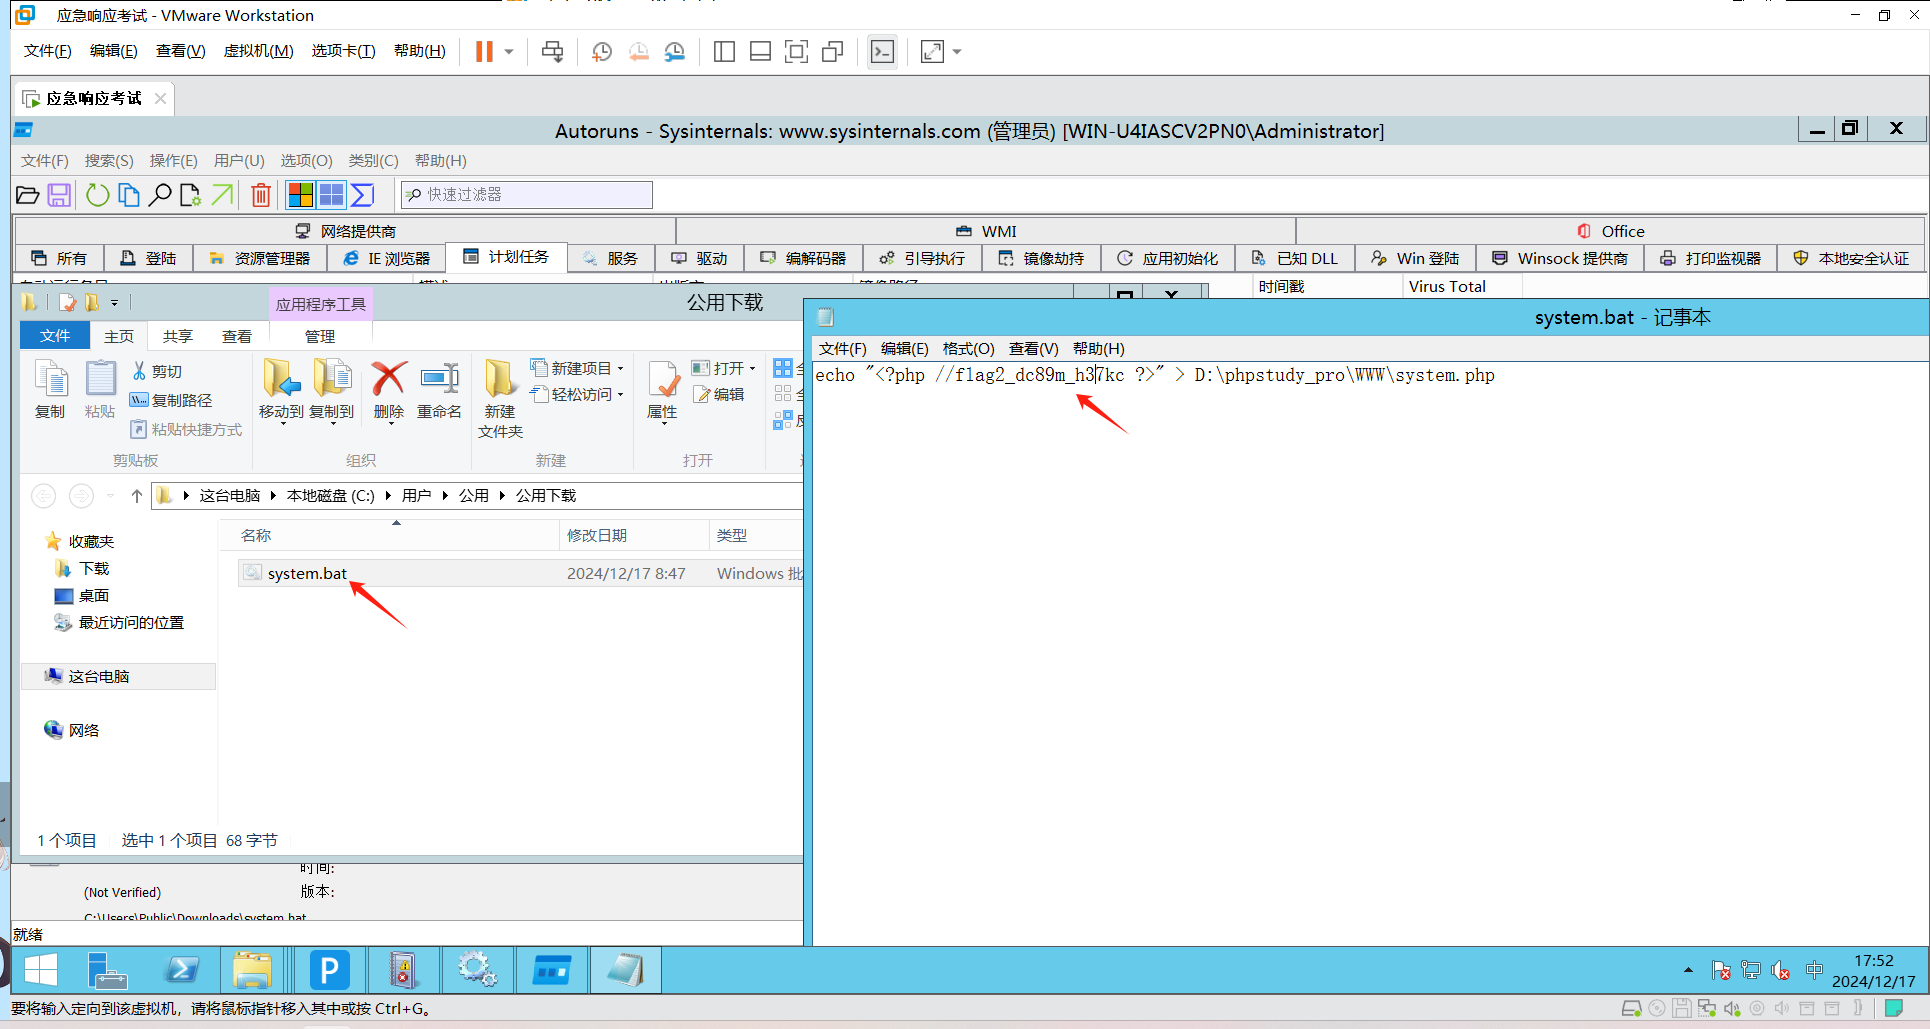 应急响应考试 - VMware Workstation
文件(F) 编辑(E) 查看(V) 虚拟机(M) 选项卡(T) 帮助(H)
应急响应考试
Autoruns - Sysinternals: www.sysinternals.com (管理员) [WIN-U4IASCV2PN0\Administrator]
文件(F) 搜索(S) 操作(E) 用户(U) 选项(O) 类别(C) 帮助(H)
快速过滤器
网络提供商 WMI Office
所有 登陆 资源管理器 IE 浏览器 计划任务 服务 驱动 编解码器 引导执行 镜像劫持 应用初始化 已知 DLL Win 登陆 Winsock 提供商 打印监视器 本地安全认证
时间戳 Virus Total
应用程序工具 公用下载
文件 主页 共享 查看 管理
复制 粘贴 剪切 复制路径 粘贴快捷方式
移动到 复制到 删除 重命名
新建文件夹 新建项目 轻松访问
属性 打开 编辑
剪贴板 组织 新建 打开
这台电脑 本地磁盘 (C:) 用户 公用 公用下载
收藏夹
下载
桌面
最近访问的位置
这台电脑
网络
名称 修改日期 类型
system.bat 2024/12/17 8:47 Windows 批
1 个项目 选中 1 个项目 68 字节
system.bat - 记事本
文件(F) 编辑(E) 格式(O) 查看(V) 帮助(H)
echo "<?php //flag2_dc89m_h37kc ?>" > D:\phpstudy_pro\WWW\system.php
时间:
(Not Verified) 版本:
C:\Users\Public\Downloads\system.bat
就绪
P
中
17:52
2024/12/17
要将输入定向到该虚拟机，请将鼠标指针移入其中或按 Ctrl+G。